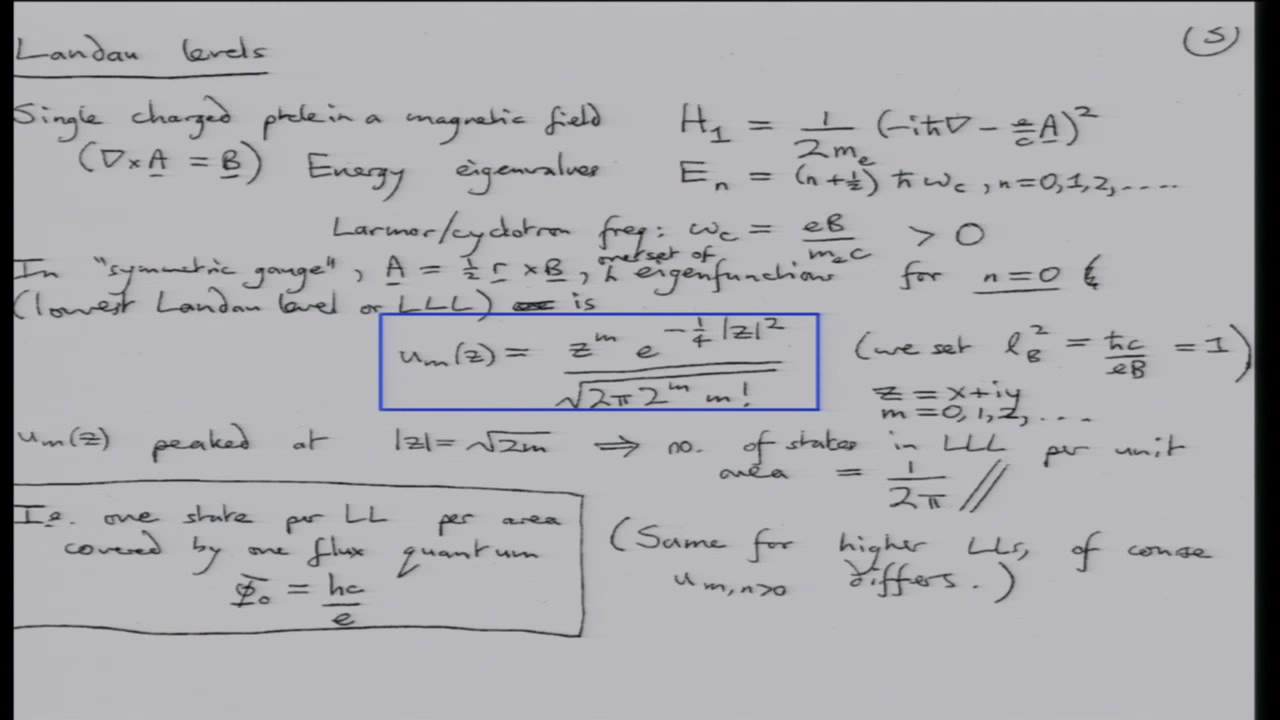 (5)
Landau levels
Single charged ptcle in a magnetic field H₁ = 1/2mₑ (-iħ∇ - e/c A)²
(∇×A = B) Energy eigenvalues Eₙ = (n+½) ħωc, n=0,1,2,.....
Larmor/cyclotron freq: ωc = eB/mₑc > 0
In "symmetric gauge", A = ½ r × B, one set of eigenfunctions for n=0
(lowest Landau level or LLL) is
uₘ(z) = zᵐ e^(-¼|z|²) / √(2π 2ᵐ m!) (we set ℓ_B² = ħc/eB = 1)
z = x+iy
m=0,1,2,....
uₘ(z) peaked at |z| = √2m ⇒ no. of states in LLL per unit
area = 1/2π //
I.e. one state per LL per area
covered by one flux quantum
Φ₀ = hc/e
(Same for higher LLs, of course
u_m,n>0 differs.)